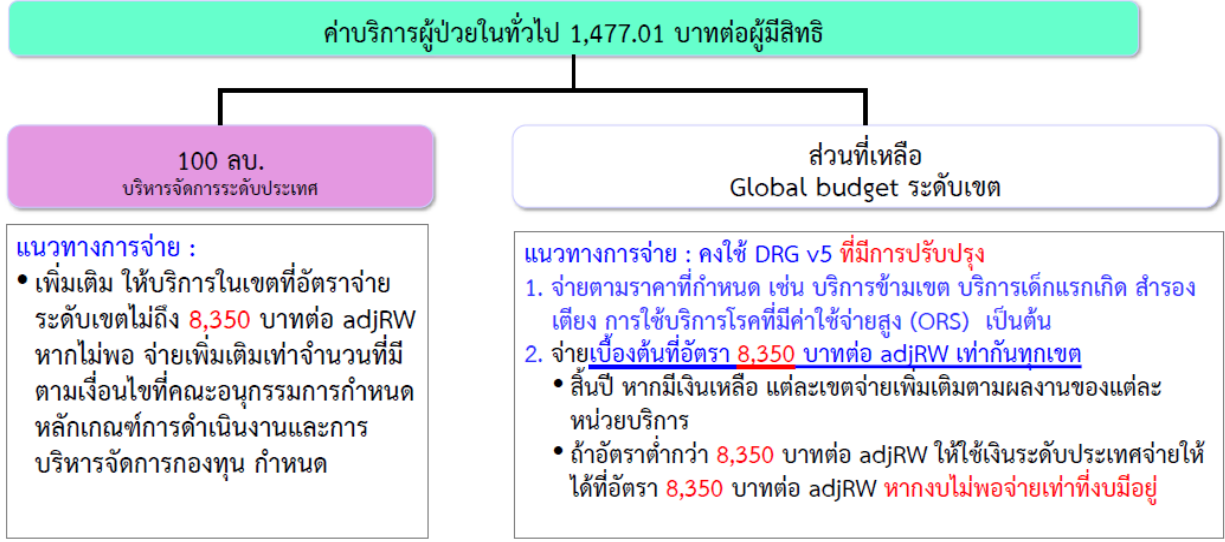 ค่าบริการผู้ป่วยในทั่วไป 1,477.01 บาทต่อผู้มีสิทธิ
100 ลบ.
บริหารจัดการระดับประเทศ
แนวทางการจ่าย :
• เพิ่มเติม ให้บริการในเขตที่อัตราจ่าย
ระดับเขตไม่ถึง 8,350 บาทต่อ adjRW
หากไม่พอ จ่ายเพิ่มเติมเท่าจำนวนที่มี
ตามเงื่อนไขที่คณะอนุกรรมการกำหนด
หลักเกณฑ์การดำเนินงานและการ
บริหารจัดการกองทุน กำหนด
ส่วนที่เหลือ
Global budget ระดับเขต
แนวทางการจ่าย : คงใช้ DRG v5 ที่มีการปรับปรุง
1. จ่ายตามราคาที่กำหนด เช่น บริการข้ามเขต บริการเด็กแรกเกิด สำรอง
เตียง การใช้บริการโรคที่มีค่าใช้จ่ายสูง (ORS) เป็นต้น
2. จ่ายเบื้องต้นที่อัตรา 8,350 บาทต่อ adjRW เท่ากันทุกเขต
• สิ้นปี หากมีเงินเหลือ แต่ละเขตจ่ายเพิ่มเติมตามผลงานของแต่ละ
หน่วยบริการ
• ถ้าอัตราต่ำกว่า 8,350 บาทต่อ adjRW ให้ใช้เงินระดับประเทศจ่ายให้
ได้ที่อัตรา 8,350 บาทต่อ adjRW หากงบไม่พอจ่ายเท่าที่งบมีอยู่